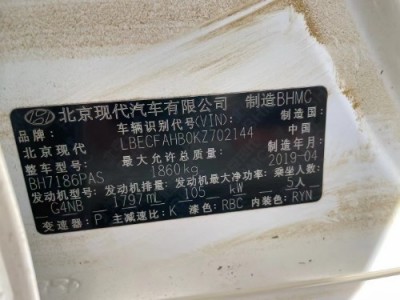 北京现代汽车有限公司 制造BHMC
品牌: 车辆识别代号(VIN): 制造国:
北京现代 LBECFAHB0KZ702144 中国
整车型号: 最大允许总质量: 制造年月:
BH7186PAS 1860kg 2019-04
发动机型号: 发动机排量: 发动机最大净功率: 乘坐人数:
G4NB 1797mL 105 kW 5人
变速器: P 主减速比: K 漆色: RBC 内饰色: RYN